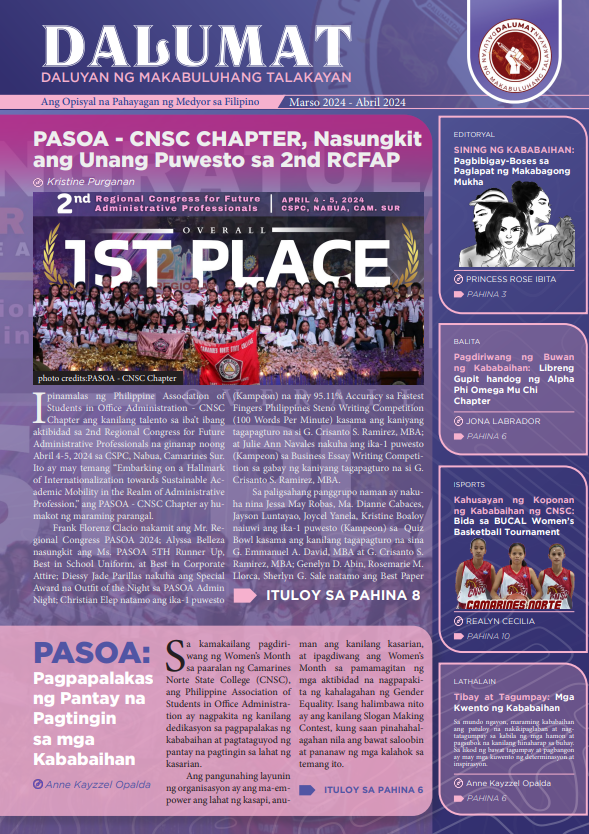 DALUMAT
DALUYAN NG MAKABULUHANG TALAKAYAN
Ang Opisyal na Pahayagan ng Medyor sa Filipino
Marso 2024 - Abril 2024
PASOA - CNSC CHAPTER, Nasungkit
ang Unang Puwesto sa 2nd RCFAP
Kristine Purganan
2nd Regional Congress for Future
Administrative Professionals
APRIL 4 - 5, 2024
CSPC, NABUA, CAM. SUR
OVERALL
1ST PLACE
photo credits:PASOA - CNSC Chapter
Ipinamalas ng Philippine Association of
Students in Office Administration - CNSC
Chapter ang kanilang talento sa iba't ibang
aktibidad sa 2nd Regional Congress for Future
Administrative Professionals na ginanap noong
Abril 4-5, 2024 sa CSPC, Nabua, Camarines Sur.
Ito ay may temang "Embarking on a Hallmark
of Internationalization towards Sustainable Ac-
ademic Mobility in the Realm of Administrative
Profession," ang PASOA - CNSC Chapter ay hu-
makot ng maraming parangal.
Frank Florenz Clacio nakamit ang Mr. Re-
gional Congress PASOA 2024; Alyssa Belleza
nasungkit ang Ms. PASOA 5TH Runner Up,
Best in School Uniform, at Best in Corporate
Attire; Diessy Jade Parillas nakuha ang Special
Award na Outfit of the Night sa PASOA Admin
Night; Christian Elep natamo ang ika-1 puwesto
(Kampeon) na may 95.11% Accuracy sa Fastest
Fingers Philippines Steno Writing Competition
(100 Words Per Minute) kasama ang kaniyang
tagapagturo na si G. Crisanto S. Ramirez, MBA;
at Julie Ann Navales nakuha ang ika-1 puwesto
(Kampeon) sa Business Essay Writing Competi-
tion sa gabay ng kaniyang tagapagturo na si G.
Crisanto S. Ramirez, MBA.
Sa paligsahang panggrupo naman ay naku-
ha nina Jessa May Robas, Ma. Dianne Cabaces,
Jayson Luntayao, Joycel Yanela, Kristine Boaloy
naiuwi ang ika-1 puwesto (Kampeon) sa Quiz
Bowl kasama ang kanilang tagapagturo na sina
G. Emmanuel A. David, MBA at G. Crisanto S.
Ramirez, MBA; Genelyn D. Abin, Rosemarie M.
Llorca, Sherlyn G. Sale natamo ang Best Paper
ITULOY SA PAHINA 8
PASOA:
Pagpapalakas
ng Pantay na
Pagtingin
sa mga
Kababaihan
Anne Kayzzel Opalda
Sa kamakailang pagdiri-
wang ng Women's Month
sa paaralan ng Camarines
Norte State College (CNSC),
ang Philippine Association of
Students in Office Administra-
tion ay nagpakita ng kanilang
dedikasyon sa pagpapalakas ng
kababaihan at pagtataguyod ng
pantay na pagtingin sa lahat ng
kasarian.
Ang pangunahing layunin
ng organisasyon ay ang ma-em-
power ang lahat ng kasapi, anu-
man ang kanilang kasarian,
at ipagdiwang ang Women's
Month sa pamamagitan ng
mga aktibidad na nagpapaki-
ta ng kahalagahan ng Gender
Equality. Isang halimbawa nito
ay ang kanilang Slogan Making
Contest, kung saan pinahahal-
agahan nila ang bawat saloobin
at pananaw ng mga kalahok sa
temang ito.
ITULOY SA PAHINA 6
EDITORYAL
SINING NG KABABAIHAN:
Pagbibigay-Boses sa
Paglapat ng Makabagong
Mukha
PRINCESS ROSE IBITA
PAHINA 3
BALITA
Pagdiriwang ng Buwan
ng Kababaihan: Libreng
Gupit handog ng Alpha
Phi Omega Mu Chi
Chapter
JONA LABRADOR
PAHINA 6
ISPORTS
Kahusayan ng Koponan
ng Kababaihan ng CNSC:
Bida sa BUCAL Women's
Basketball Tournament
CAMARINES NORTE
REALYN CECILIA
PAHINA 10
LATHALAIN
Tibay at Tagumpay: Mga
Kwento ng Kababaihan
Sa mundo ngayon, maraming kababaihan
ang patuloy na nakikipaglaban at nag-
tatagumpay sa kabila ng mga hamon at
pagsubok na kanilang hinaharap sa buhay.
Sa likod ng bawat tagumpay at pagbangon
ay may mga kuwento ng determinasyon at
inspirasyon.
Anne Kayzzel Opalda
PAHINA 6